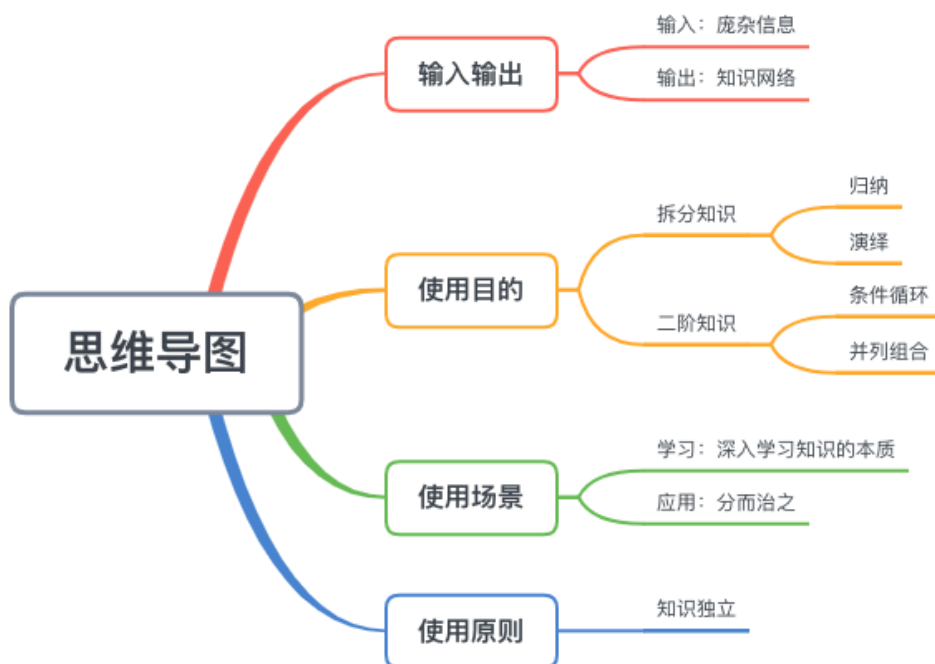 思维导图
输入输出
输入：庞杂信息
输出：知识网络
使用目的
拆分知识
归纳
演绎
二阶知识
条件循环
并列组合
使用场景
学习：深入学习知识的本质
应用：分而治之
使用原则
知识独立